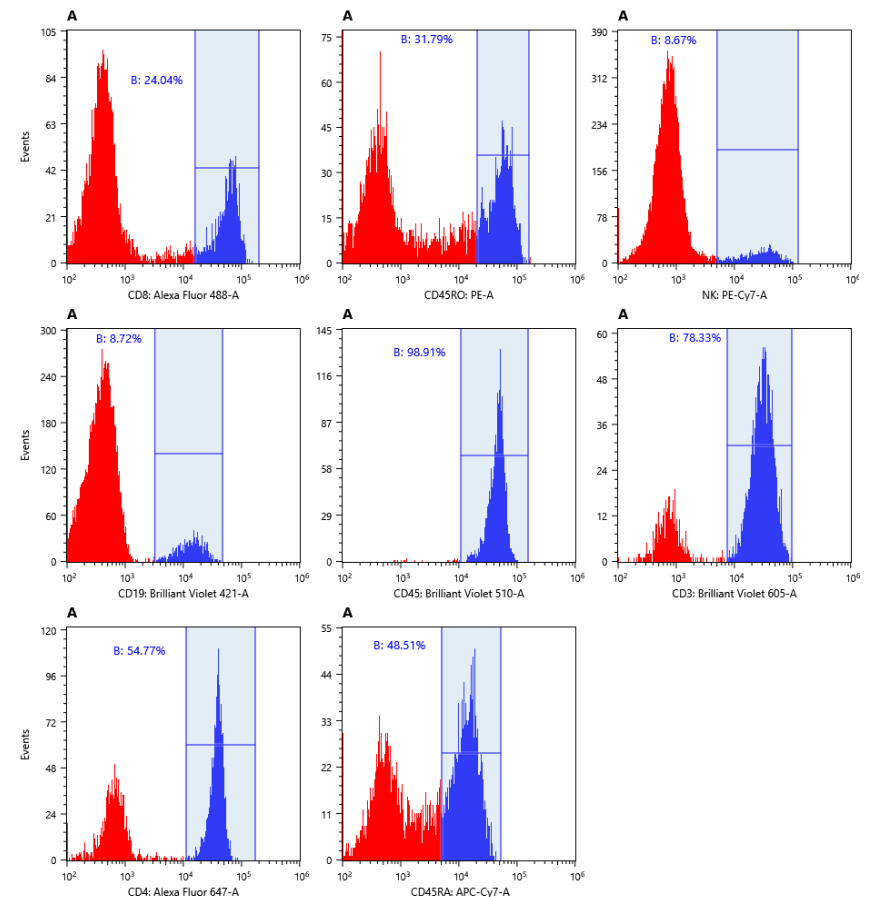 A
B: 24.04%
105
84
63
42
21
0
Events
10² 10³ 10⁴ 10⁵ 10⁶
CD8: Alexa Fluor 488-A
A
B: 31.79%
75
60
45
30
15
0
10² 10³ 10⁴ 10⁵ 10⁶
CD45RO: PE-A
A
B: 8.67%
390
312
234
156
78
0
10² 10³ 10⁴ 10⁵ 10⁶
NK: PE-Cy7-A
A
B: 8.72%
300
240
180
120
60
0
Events
10² 10³ 10⁴ 10⁵ 10⁶
CD19: Brilliant Violet 421-A
A
B: 98.91%
145
116
87
58
29
0
10² 10³ 10⁴ 10⁵ 10⁶
CD45: Brilliant Violet 510-A
A
B: 78.33%
60
48
36
24
12
0
10² 10³ 10⁴ 10⁵ 10⁶
CD3: Brilliant Violet 605-A
A
B: 54.77%
120
96
72
48
24
0
Events
10² 10³ 10⁴ 10⁵ 10⁶
CD4: Alexa Fluor 647-A
A
B: 48.51%
55
44
33
22
11
0
10² 10³ 10⁴ 10⁵ 10⁶
CD45RA: APC-Cy7-A